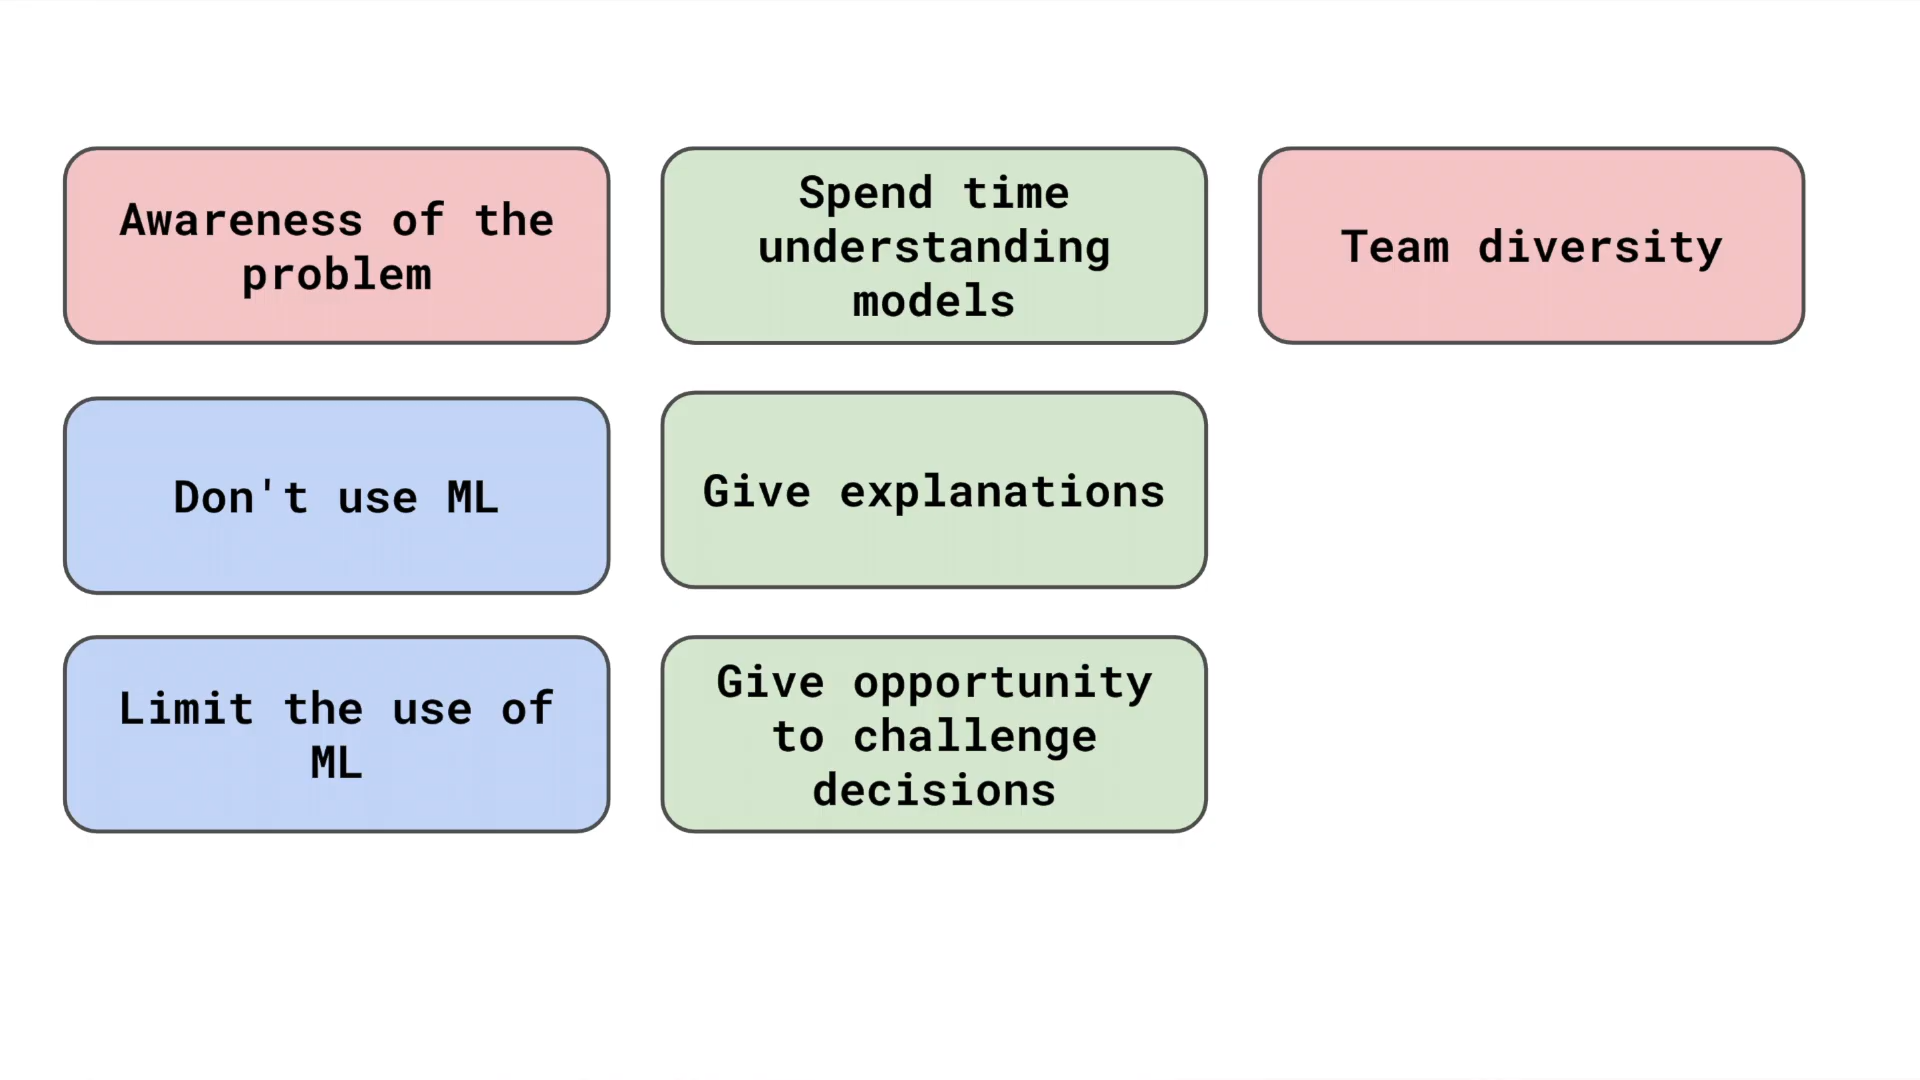 Awareness of the
problem
Don't use ML
Limit the use of
ML
Spend time
understanding
models
Give explanations
Give opportunity
to challenge
decisions
Team diversity